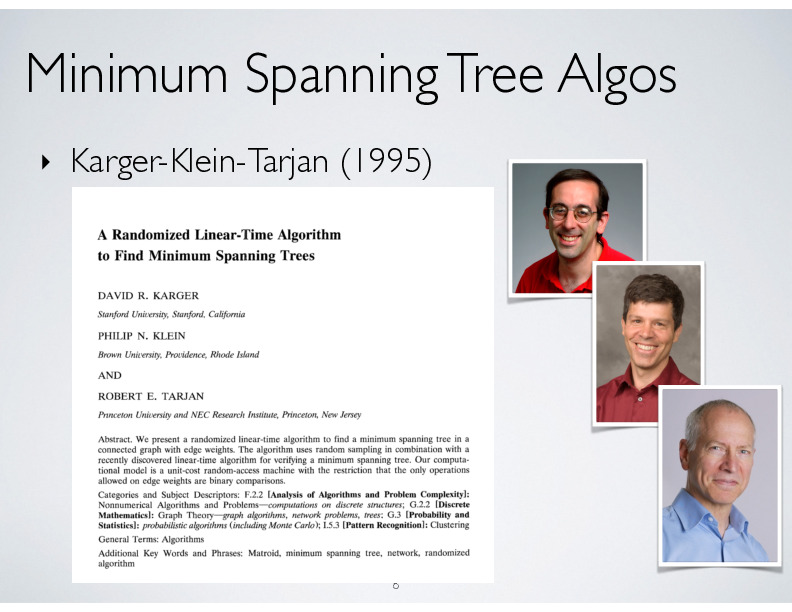 Minimum Spanning Tree Algos
‣ Karger-Klein-Tarjan (1995)
A Randomized Linear-Time Algorithm
to Find Minimum Spanning Trees
DAVID R. KARGER
Stanford University, Stanford, California
PHILIP N. KLEIN
Brown University, Providence, Rhode Island
AND
ROBERT E. TARJAN
Princeton University and NEC Research Institute, Princeton, New Jersey
Abstract. We present a randomized linear-time algorithm to find a minimum spanning tree in a
connected graph with edge weights. The algorithm uses random sampling in combination with a
recently discovered linear-time algorithm for verifying a minimum spanning tree. Our computa-
tional model is a unit-cost random-access machine with the restriction that the only operations
allowed on edge weights are binary comparisons.
Categories and Subject Descriptors: F.2.2 [Analysis of Algorithms and Problem Complexity]:
Nonnumerical Algorithms and Problems—computations on discrete structures; G.2.2 [Discrete
Mathematics]: Graph Theory—graph algorithms, network problems, trees; G.3 [Probability and
Statistics]: probabilistic algorithms (including Monte Carlo); I.5.3 [Pattern Recognition]: Clustering
General Terms: Algorithms
Additional Key Words and Phrases: Matroid, minimum spanning tree, network, randomized
algorithm